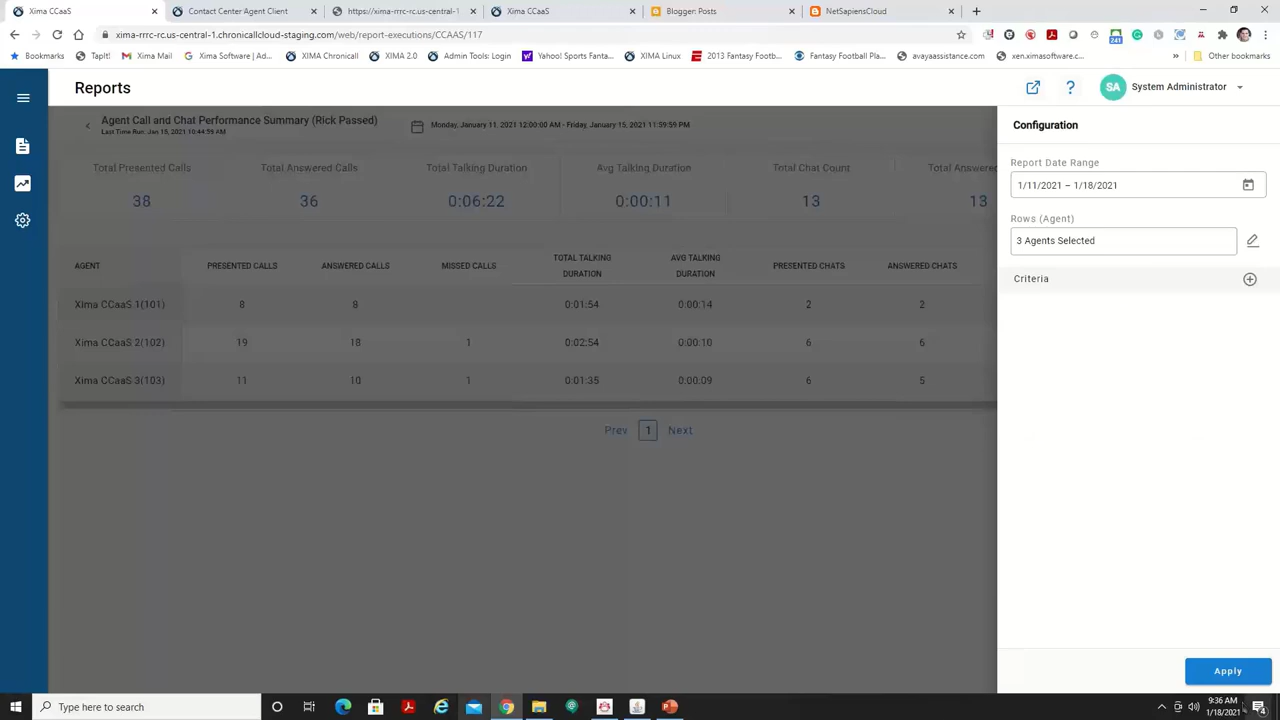 Xima CCaaS
Contact Center Agent Client
https://xima-rrrc-rc.us-central-1
Xima CCaaS
Blogger: Posts
NetSapiensCloud
xima-rrrc-rc.us-central-1.chronicallcloud-staging.com/web/report-executions/CCAAS/117
241
Bookmarks
TapIt!
Xima Mail
Xima Software | Ad...
XIMA Chronicall
XIMA 2.0
Admin Tools: Login
Yahoo! Sports Fanta...
XIMA Linux
2013 Fantasy Footb...
Fantasy Football Pla...
avayaassistance.com
xen.ximasoftware.c...
»
Other bookmarks
Reports
?
SA
System Administrator
Agent Call and Chat Performance Summary (Rick Passed)
Last Time Run: Jan 15, 2021 10:44:59 AM
Monday, January 11, 2021 12:00:00 AM - Friday, January 15, 2021 11:59:59 PM
Configuration
Total Presented Calls
Total Answered Calls
Total Talking Duration
Avg Talking Duration
Total Chat Count
Total Answered
38
36
0:06:22
0:00:11
13
13
Report Date Range
1/11/2021 – 1/18/2021
Rows (Agent)
3 Agents Selected
Criteria
AGENT
PRESENTED CALLS
ANSWERED CALLS
MISSED CALLS
TOTAL TALKING DURATION
AVG TALKING DURATION
PRESENTED CHATS
ANSWERED CHATS
Xima CCaaS 1(101)
8
8
0:01:54
0:00:14
2
2
Xima CCaaS 2(102)
19
18
1
0:02:54
0:00:10
6
6
Xima CCaaS 3(103)
11
10
1
0:01:35
0:00:09
6
5
Prev
1
Next
Apply
Type here to search
9:36 AM
1/18/2021
4